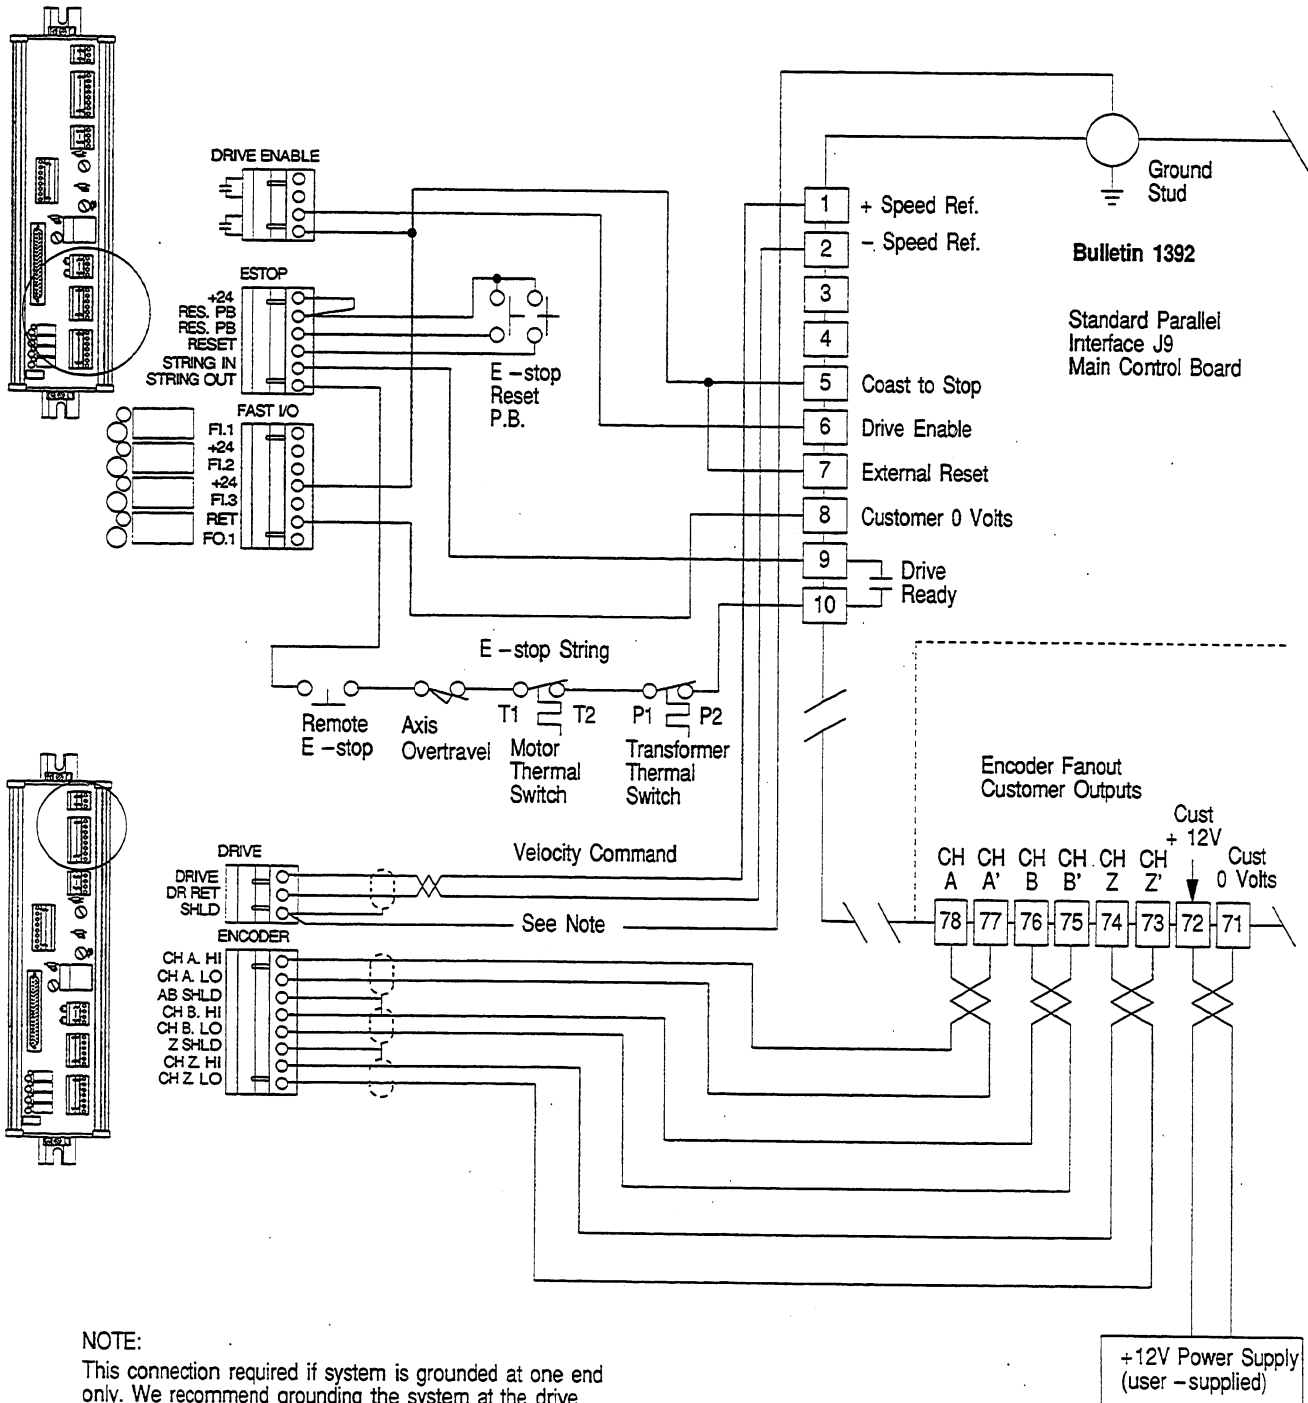 DRIVE ENABLE
Ground
Stud
1
+ Speed Ref.
2
– Speed Ref.
Bulletin 1392
3
Standard Parallel
Interface J9
Main Control Board
4
5
Coast to Stop
6
Drive Enable
7
External Reset
8
Customer 0 Volts
9
10
Drive
Ready
ESTOP
+24
RES. PB
RES. PB
RESET
STRING IN
STRING OUT
E –stop
Reset
P.B.
FAST I/O
FI.1
+24
FI.2
+24
FI.3
RET
FO.1
E –stop String
Remote
E –stop
Axis
Overtravel
T1
T2
Motor
Thermal
Switch
P1
P2
Transformer
Thermal
Switch
Encoder Fanout
Customer Outputs
Cust
+ 12V
CH
A
CH
A'
CH
B
CH
B'
CH
Z
CH
Z'
Cust
0 Volts
78
77
76
75
74
73
72
71
DRIVE
DRIVE
DR RET
SHLD
Velocity Command
See Note
ENCODER
CH A. HI
CH A. LO
AB SHLD
CH B. HI
CH B. LO
Z SHLD
CH Z. HI
CH Z. LO
+12V Power Supply
(user –supplied)
NOTE:
This connection required if system is grounded at one end
only. We recommend grounding the system at the drive